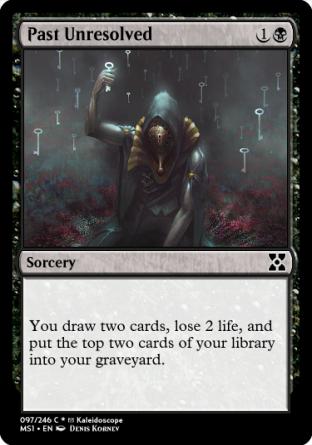 Past Unresolved 1
Sorcery
You draw two cards, lose 2 life, and
put the top two cards of your library
into your graveyard.
097/246 C * Kaleidoscope
MS1 • EN Denis Kornev